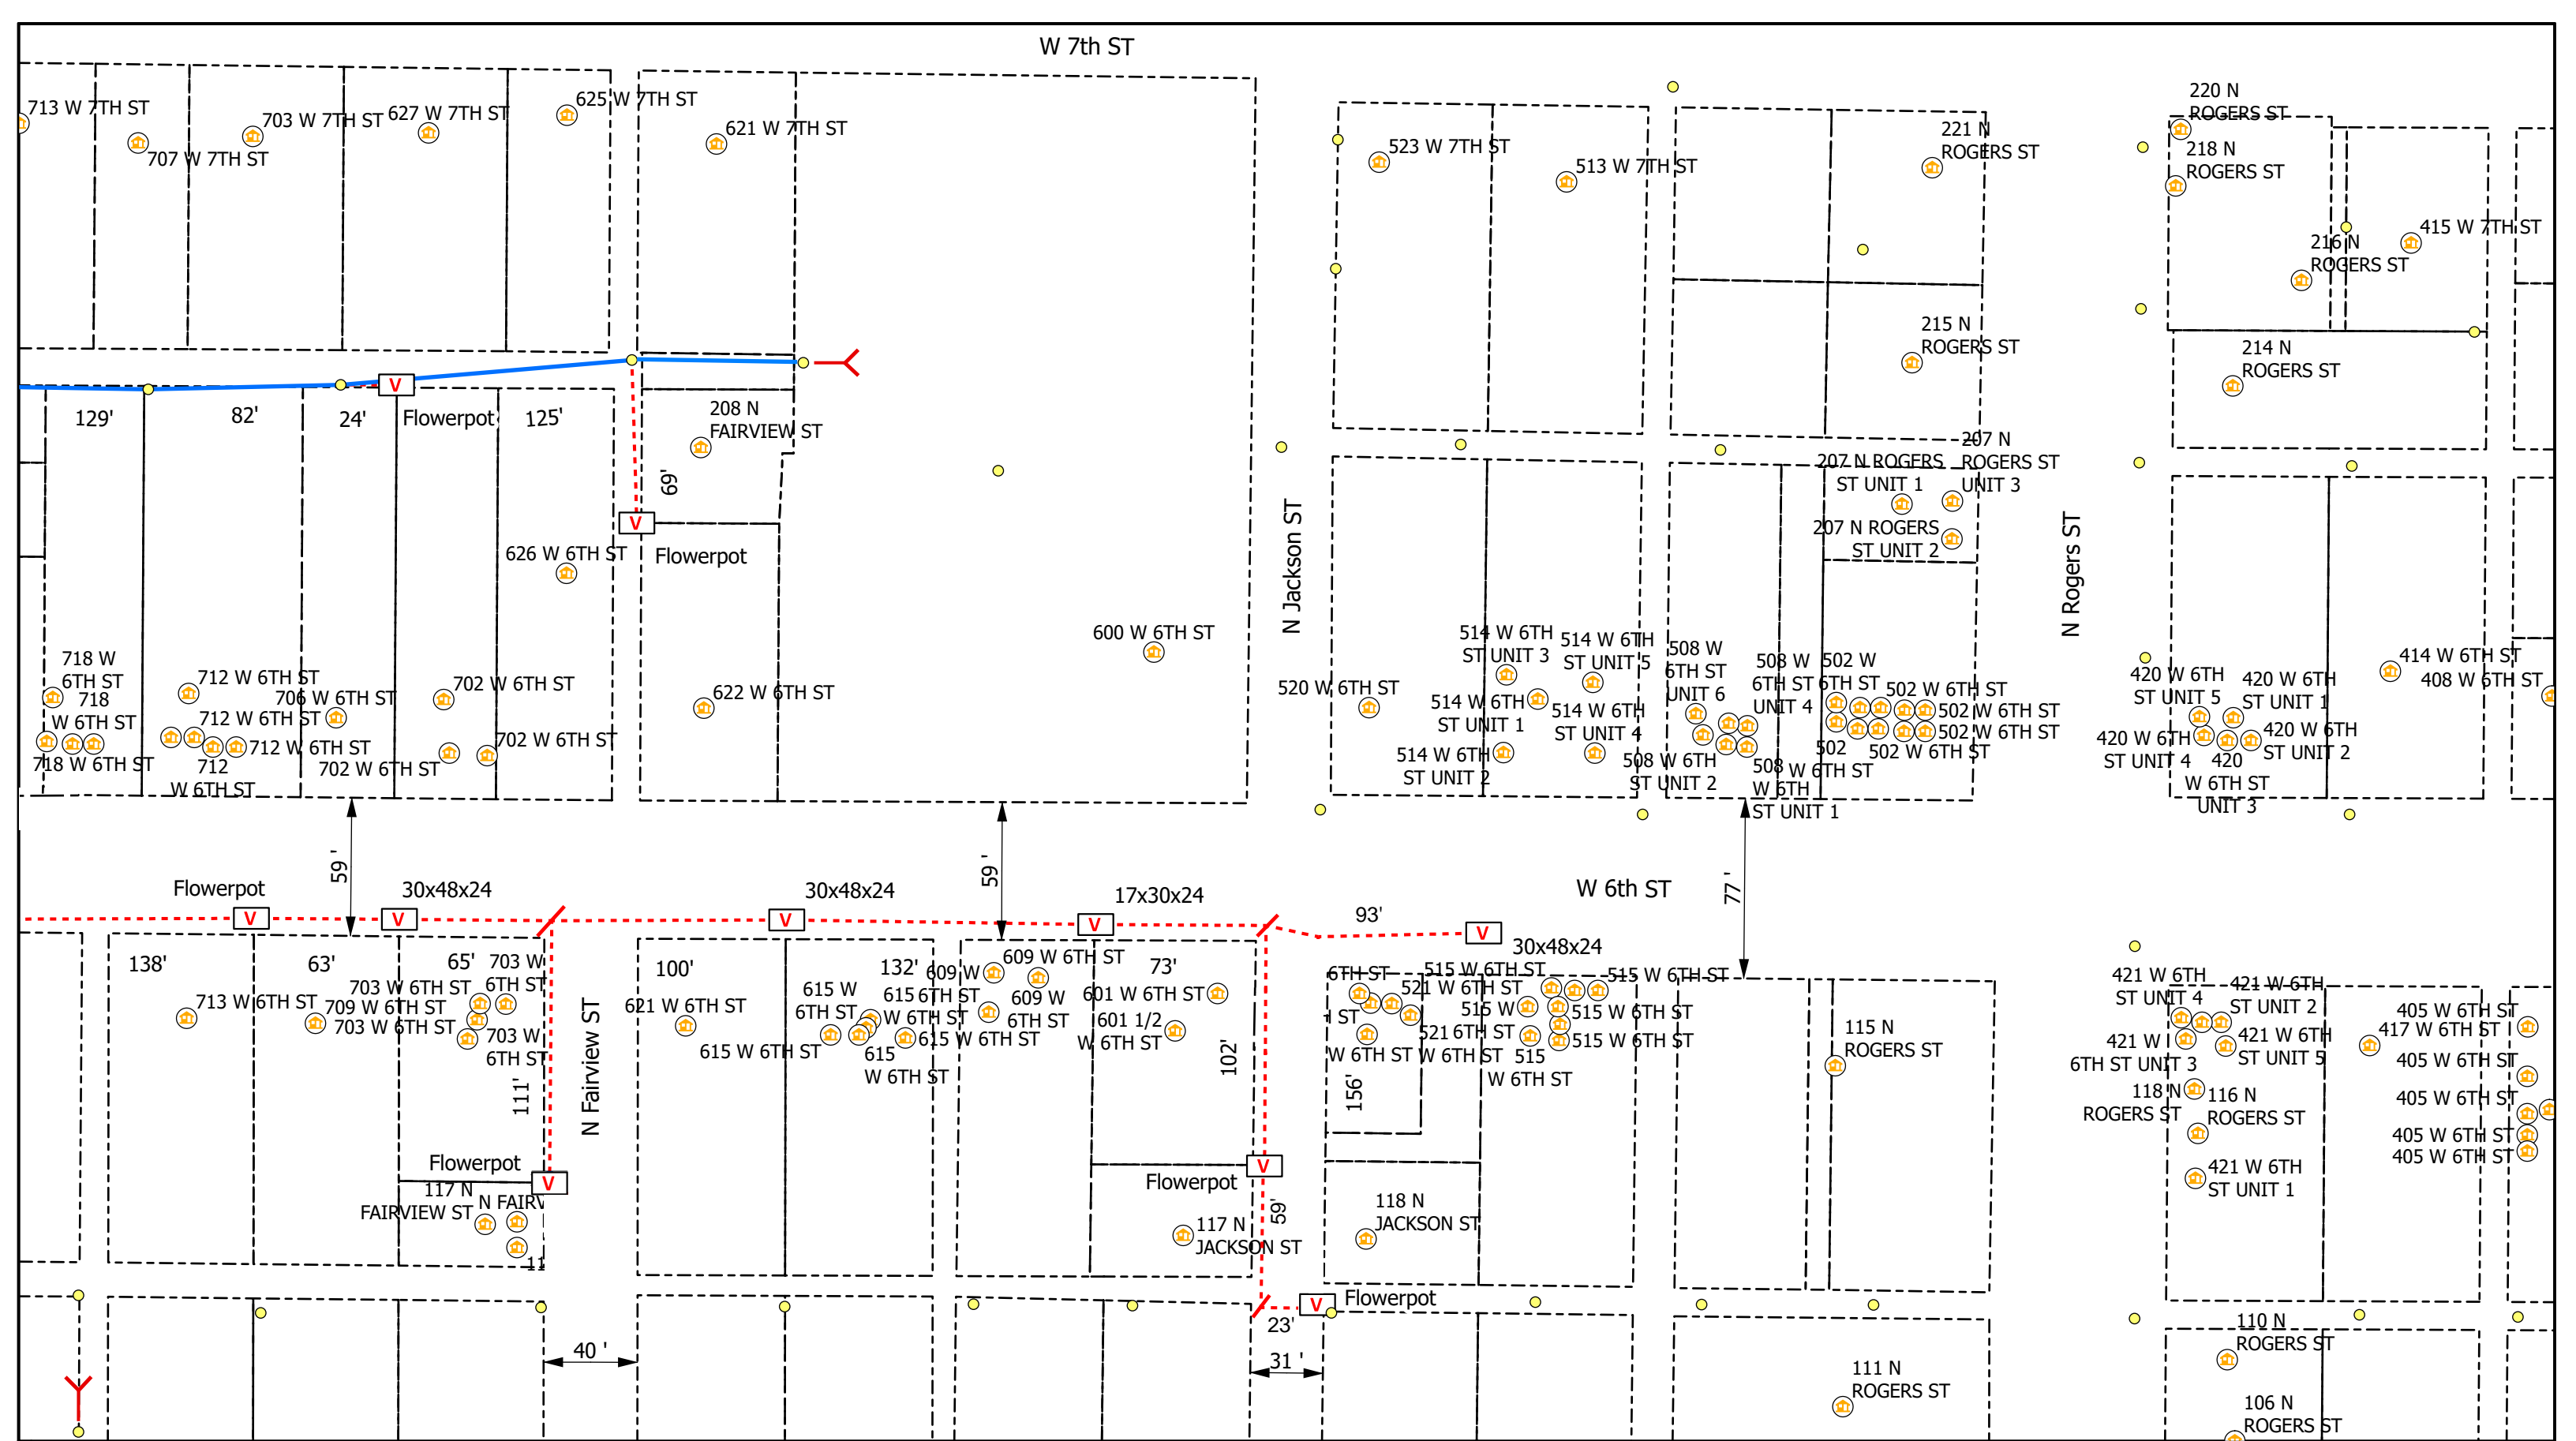 W 7th ST
713 W 7TH ST
707 W 7TH ST
703 W 7TH ST
627 W 7TH ST
625 W 7TH ST
621 W 7TH ST
523 W 7TH ST
513 W 7TH ST
221 N
ROGERS ST
220 N
ROGERS ST
218 N
ROGERS ST
216 N
ROGERS ST
415 W 7TH ST
215 N
ROGERS ST
214 N
ROGERS ST
V
129'
82'
24'
Flowerpot
125'
208 N
FAIRVIEW ST
69'
V
Flowerpot
626 W 6TH ST
N Jackson ST
207 N ROGERS
ST UNIT 1
207 N
ROGERS ST
UNIT 3
207 N ROGERS
ST UNIT 2
N Rogers ST
718 W
6TH ST
718
W 6TH ST
718 W 6TH ST
712 W 6TH ST
712 W 6TH ST
712 W 6TH ST
712
W 6TH ST
706 W 6TH ST
702 W 6TH ST
702 W 6TH ST
702 W 6TH ST
622 W 6TH ST
600 W 6TH ST
520 W 6TH ST
514 W 6TH
ST UNIT 3
514 W 6TH
ST UNIT 5
514 W 6TH
ST UNIT 1
514 W 6TH
ST UNIT 4
514 W 6TH
ST UNIT 2
508 W
6TH ST
UNIT 6
508 W
6TH ST
UNIT 4
508 W 6TH
ST UNIT 2
508
W 6TH
ST UNIT 1
502 W
6TH ST
502 W 6TH ST
502 W 6TH ST
502 W 6TH ST
502 W 6TH ST
502
W 6TH ST
420 W 6TH
ST UNIT 5
420 W 6TH
ST UNIT 1
420 W 6TH
ST UNIT 4
420 W 6TH
ST UNIT 2
420
W 6TH ST
UNIT 3
414 W 6TH ST
408 W 6TH ST
59 '
59 '
77 '
Flowerpot
V
30x48x24
V
30x48x24
V
17x30x24
V
93'
V
30x48x24
W 6th ST
138'
63'
65'
100'
132'
73'
713 W 6TH ST
709 W 6TH ST
703 W 6TH ST
703 W
6TH ST
703 W 6TH ST
703 W
6TH ST
111'
N Fairview ST
621 W 6TH ST
615 W
6TH ST
615 W 6TH ST
615
W 6TH ST
615 W 6TH ST
615
W 6TH ST
6TH ST
609 W
609 W 6TH ST
609 W
6TH ST
601 W 6TH ST
601 1/2
W 6TH ST
102'
156'
6TH ST
521 W 6TH ST
521
W 6TH ST
W 6TH ST
6TH ST
515 W 6TH ST
515 W 6TH ST
515 W
515 W 6TH ST
515 W 6TH ST
515
W 6TH ST
115 N
ROGERS ST
421 W 6TH
ST UNIT 4
421 W 6TH
ST UNIT 2
421 W
6TH ST UNIT 3
421 W 6TH
ST UNIT 5
118 N
ROGERS ST
116 N
ROGERS ST
421 W 6TH
ST UNIT 1
405 W 6TH ST
417 W 6TH ST
405 W 6TH ST
405 W 6TH ST
405 W 6TH ST
405 W 6TH ST
Flowerpot
V
117 N
FAIRVIEW ST
N FAIRV
11
V
Flowerpot
117 N
JACKSON ST
59'
118 N
JACKSON ST
V
Flowerpot
23'
40 '
31 '
111 N
ROGERS ST
110 N
ROGERS ST
106 N
ROGERS ST